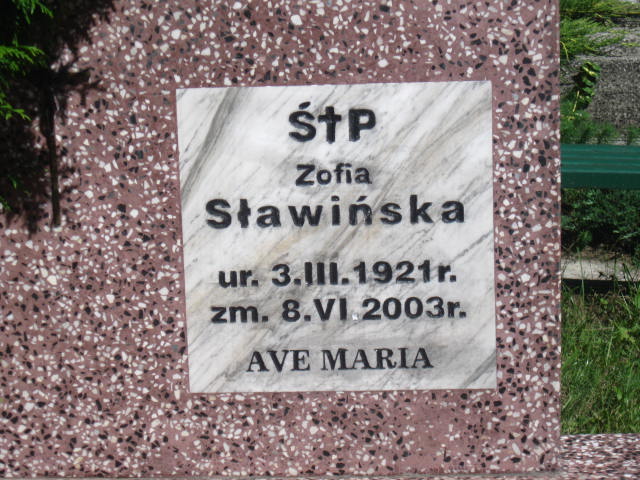 Ś†P
Zofia
Sławińska
ur. 3.III.1921r.
zm. 8.VI.2003r.
AVE MARIA